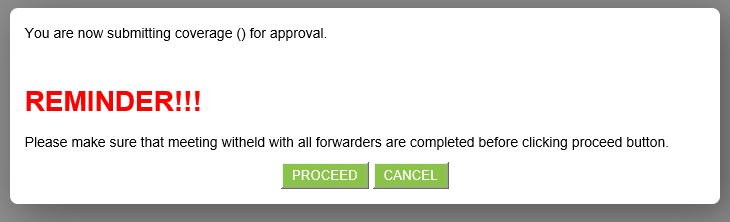 You are now submitting coverage () for approval.
REMINDER!!!
Please make sure that meeting witheld with all forwarders are completed before clicking proceed button.
PROCEED CANCEL